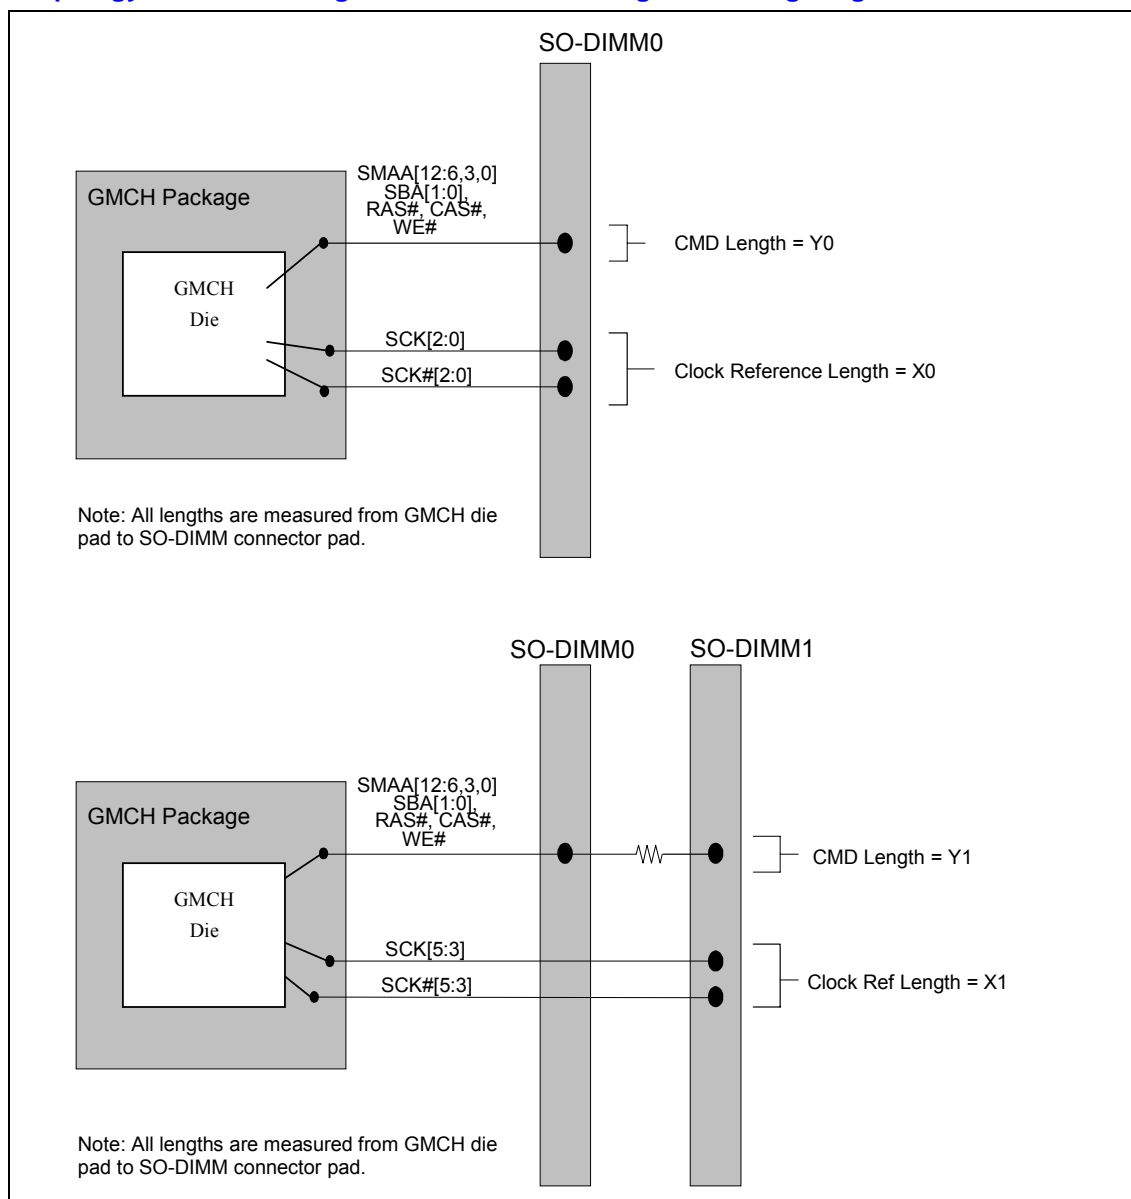 SO-DIMM0
SMAA[12:6,3,0]
SBA[1:0],
RAS#, CAS#,
WE#
GMCH Package
CMD Length = Y0
GMCH
Die
SCK[2:0]
SCK#[2:0]
Clock Reference Length = X0
Note: All lengths are measured from GMCH die
pad to SO-DIMM connector pad.
SO-DIMM0
SO-DIMM1
SMAA[12:6,3,0]
SBA[1:0],
RAS#, CAS#,
WE#
GMCH Package
CMD Length = Y1
GMCH
Die
SCK[5:3]
SCK#[5:3]
Clock Ref Length = X1
Note: All lengths are measured from GMCH die
pad to SO-DIMM connector pad.